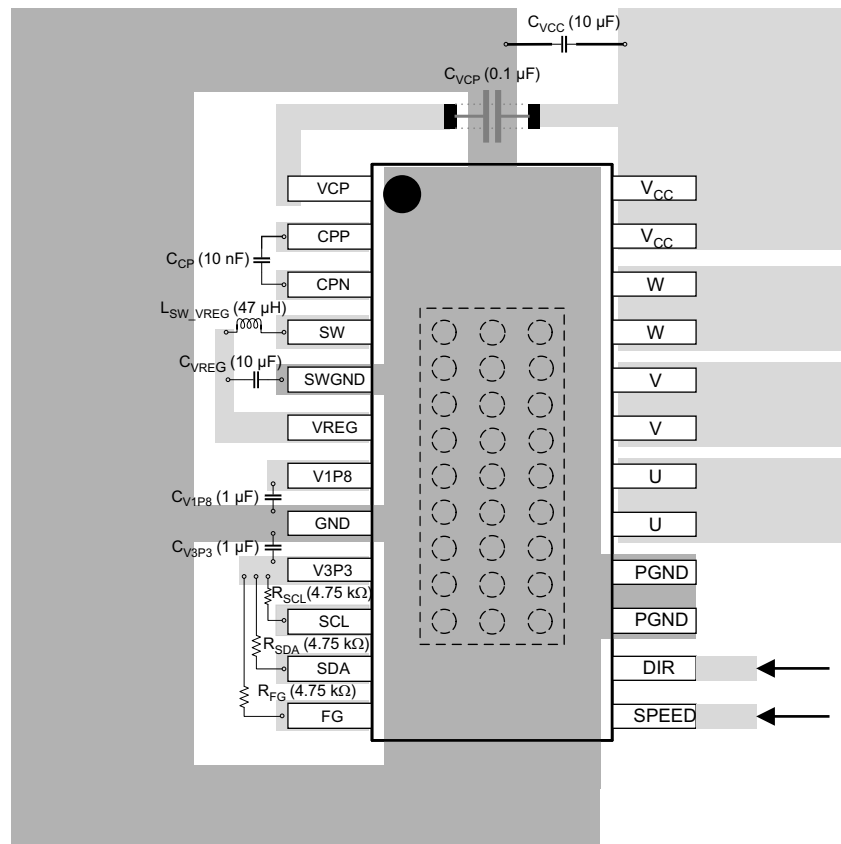 C_VCC (10 µF)
C_VCP (0.1 µF)
VCP
CPP
C_CP (10 nF)
CPN
L_SW_VREG (47 µH)
SW
C_VREG (10 µF)
SWGND
VREG
V1P8
C_V1P8 (1 µF)
GND
C_V3P3 (1 µF)
V3P3
R_SCL (4.75 kΩ)
SCL
R_SDA (4.75 kΩ)
SDA
R_FG (4.75 kΩ)
FG
V_CC
V_CC
W
W
V
V
U
U
PGND
PGND
DIR
SPEED